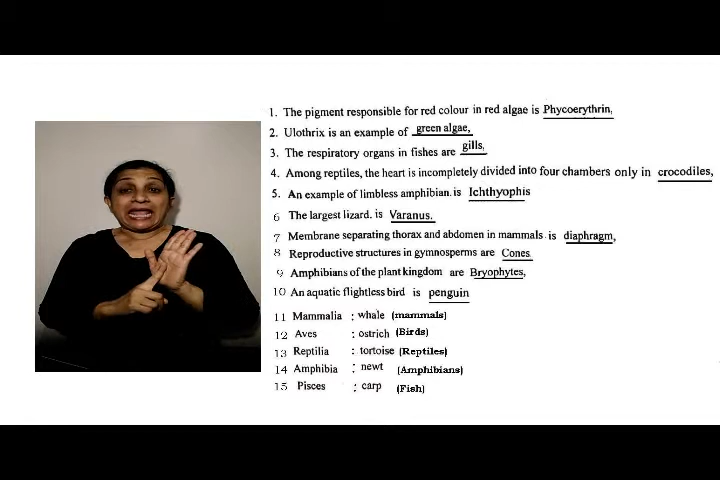 1. The pigment responsible for red colour in red algae is Phycoerythrin,
2. Ulothrix is an example of green algae,
3. The respiratory organs in fishes are gills,
4. Among reptiles, the heart is incompletely divided into four chambers only in crocodiles,
5. An example of limbless amphibian. is Ichthyophis
6 The largest lizard. is Varanus.
7 Membrane separating thorax and abdomen in mammals. is diaphragm,
8 Reproductive structures in gymnosperms are Cones.
9 Amphibians of the plant kingdom are Bryophytes,
10 An aquatic flightless bird is penguin
11 Mammalia : whale (mammals)
12 Aves : ostrich (Birds)
13 Reptilia : tortoise (Reptiles)
14 Amphibia : newt (Amphibians)
15 Pisces : carp (Fish)